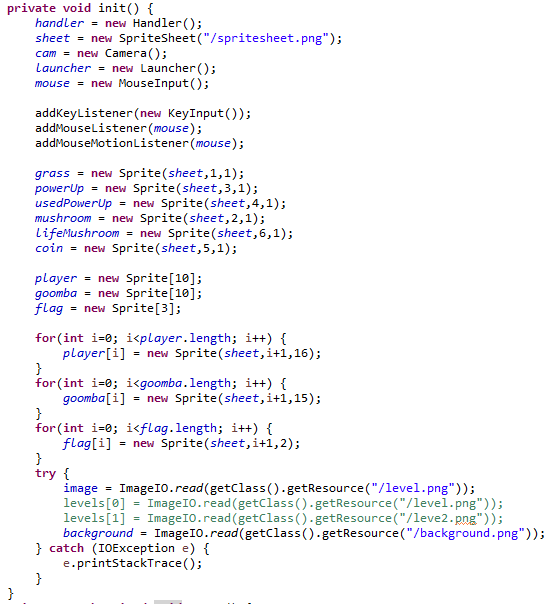 private void init() {
    handler = new Handler();
    sheet = new SpriteSheet("/spritesheet.png");
    cam = new Camera();
    launcher = new Launcher();
    mouse = new MouseInput();

    addKeyListener(new KeyInput());
    addMouseListener(mouse);
    addMouseMotionListener(mouse);

    grass = new Sprite(sheet,1,1);
    powerUp = new Sprite(sheet,3,1);
    usedPowerUp = new Sprite(sheet,4,1);
    mushroom = new Sprite(sheet,2,1);
    lifeMushroom = new Sprite(sheet,6,1);
    coin = new Sprite(sheet,5,1);

    player = new Sprite[10];
    goomba = new Sprite[10];
    flag = new Sprite[3];

    for(int i=0; i<player.length; i++) {
        player[i] = new Sprite(sheet,i+1,16);
    }
    for(int i=0; i<goomba.length; i++) {
        goomba[i] = new Sprite(sheet,i+1,15);
    }
    for(int i=0; i<flag.length; i++) {
        flag[i] = new Sprite(sheet,i+1,2);
    }
    try {
        image = ImageIO.read(getClass().getResource("/level.png"));
        levels[0] = ImageIO.read(getClass().getResource("/level.png"));
        levels[1] = ImageIO.read(getClass().getResource("/leve2.png"));
        background = ImageIO.read(getClass().getResource("/background.png"));
    } catch (IOException e) {
        e.printStackTrace();
    }
}